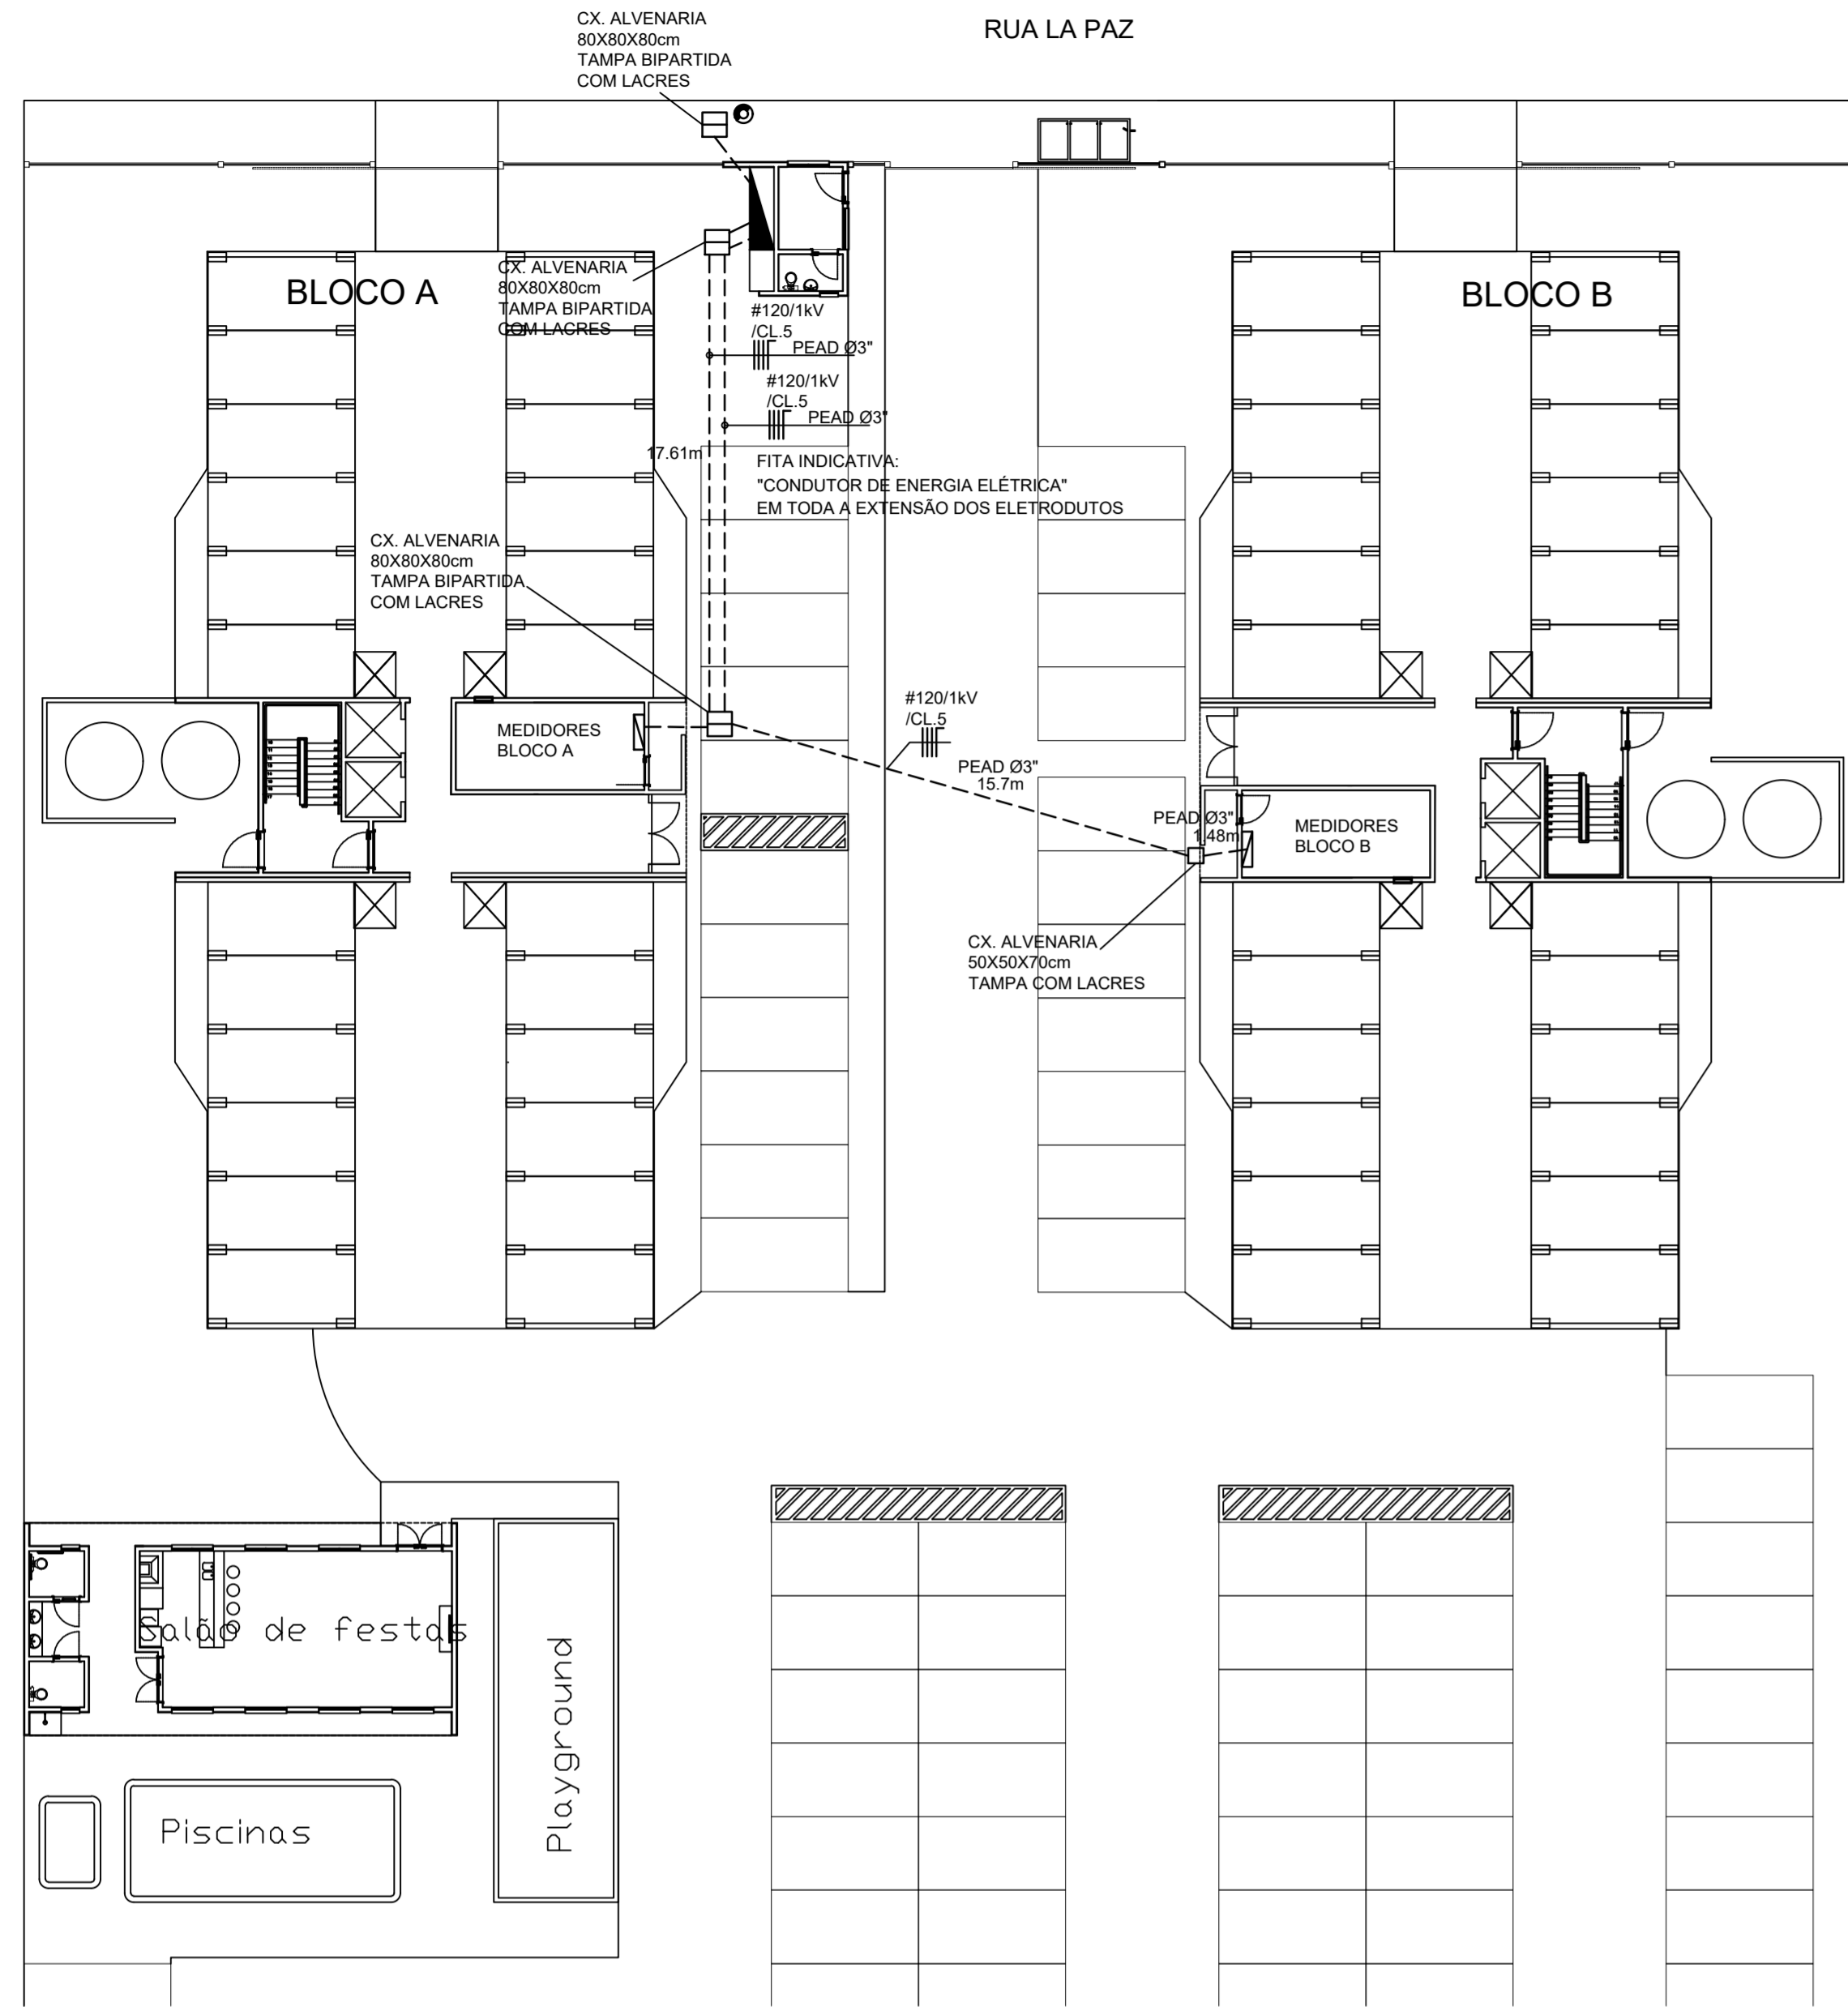 CX. ALVENARIA
80X80X80cm
TAMPA BIPARTIDA
COM LACRES
RUA LA PAZ
BLOCO A
CX. ALVENARIA
80X80X80cm
TAMPA BIPARTIDA
COM LACRES
BLOCO B
#120/1kV
/CL.5
PEAD Ø3"
#120/1kV
/CL.5
PEAD Ø3"
17.61m
FITA INDICATIVA:
"CONDUTOR DE ENERGIA ELÉTRICA"
EM TODA A EXTENSÃO DOS ELETRODUTOS
CX. ALVENARIA
80X80X80cm
TAMPA BIPARTIDA
COM LACRES
MEDIDORES
BLOCO A
#120/1kV
/CL.5
PEAD Ø3"
15.7m
PEAD Ø3"
1.48m
MEDIDORES
BLOCO B
CX. ALVENARIA
50X50X70cm
TAMPA COM LACRES
Salão de festas
Playground
Piscinas